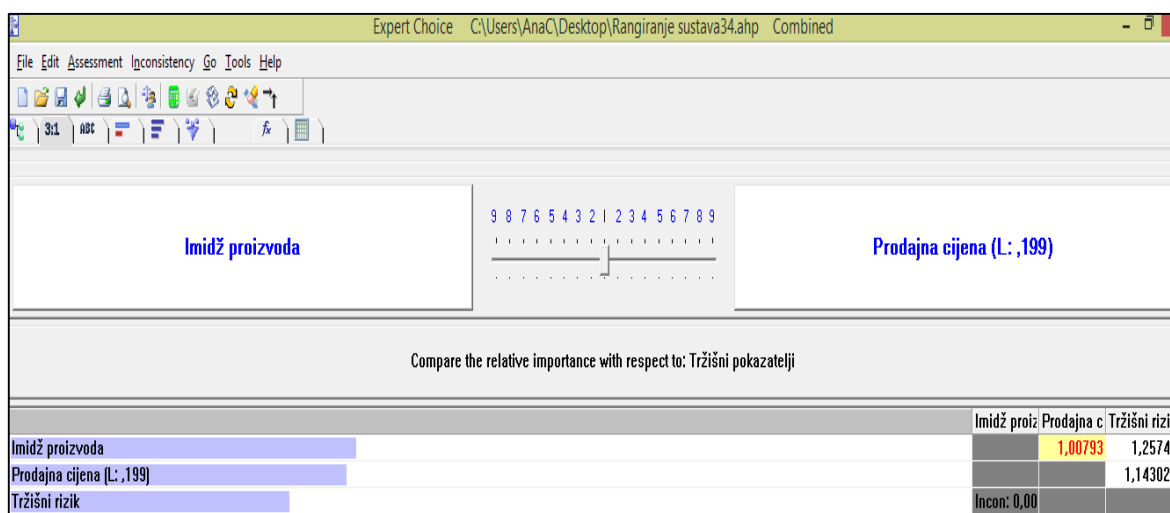 Expert Choice C:\Users\AnaC\Desktop\Rangiranje sustava34.ahp Combined
File Edit Assessment Inconsistency Go Tools Help
3:1 ABC fx
9 8 7 6 5 4 3 2 | 2 3 4 5 6 7 8 9
Imidž proizvoda
Prodajna cijena (L: ,199)
Compare the relative importance with respect to: Tržišni pokazatelji
Imidž proiz Prodajna c Tržišni rizi
Imidž proizvoda 1,00793 1,2574
Prodajna cijena (L: ,199) 1,14302
Tržišni rizik Incon: 0,00